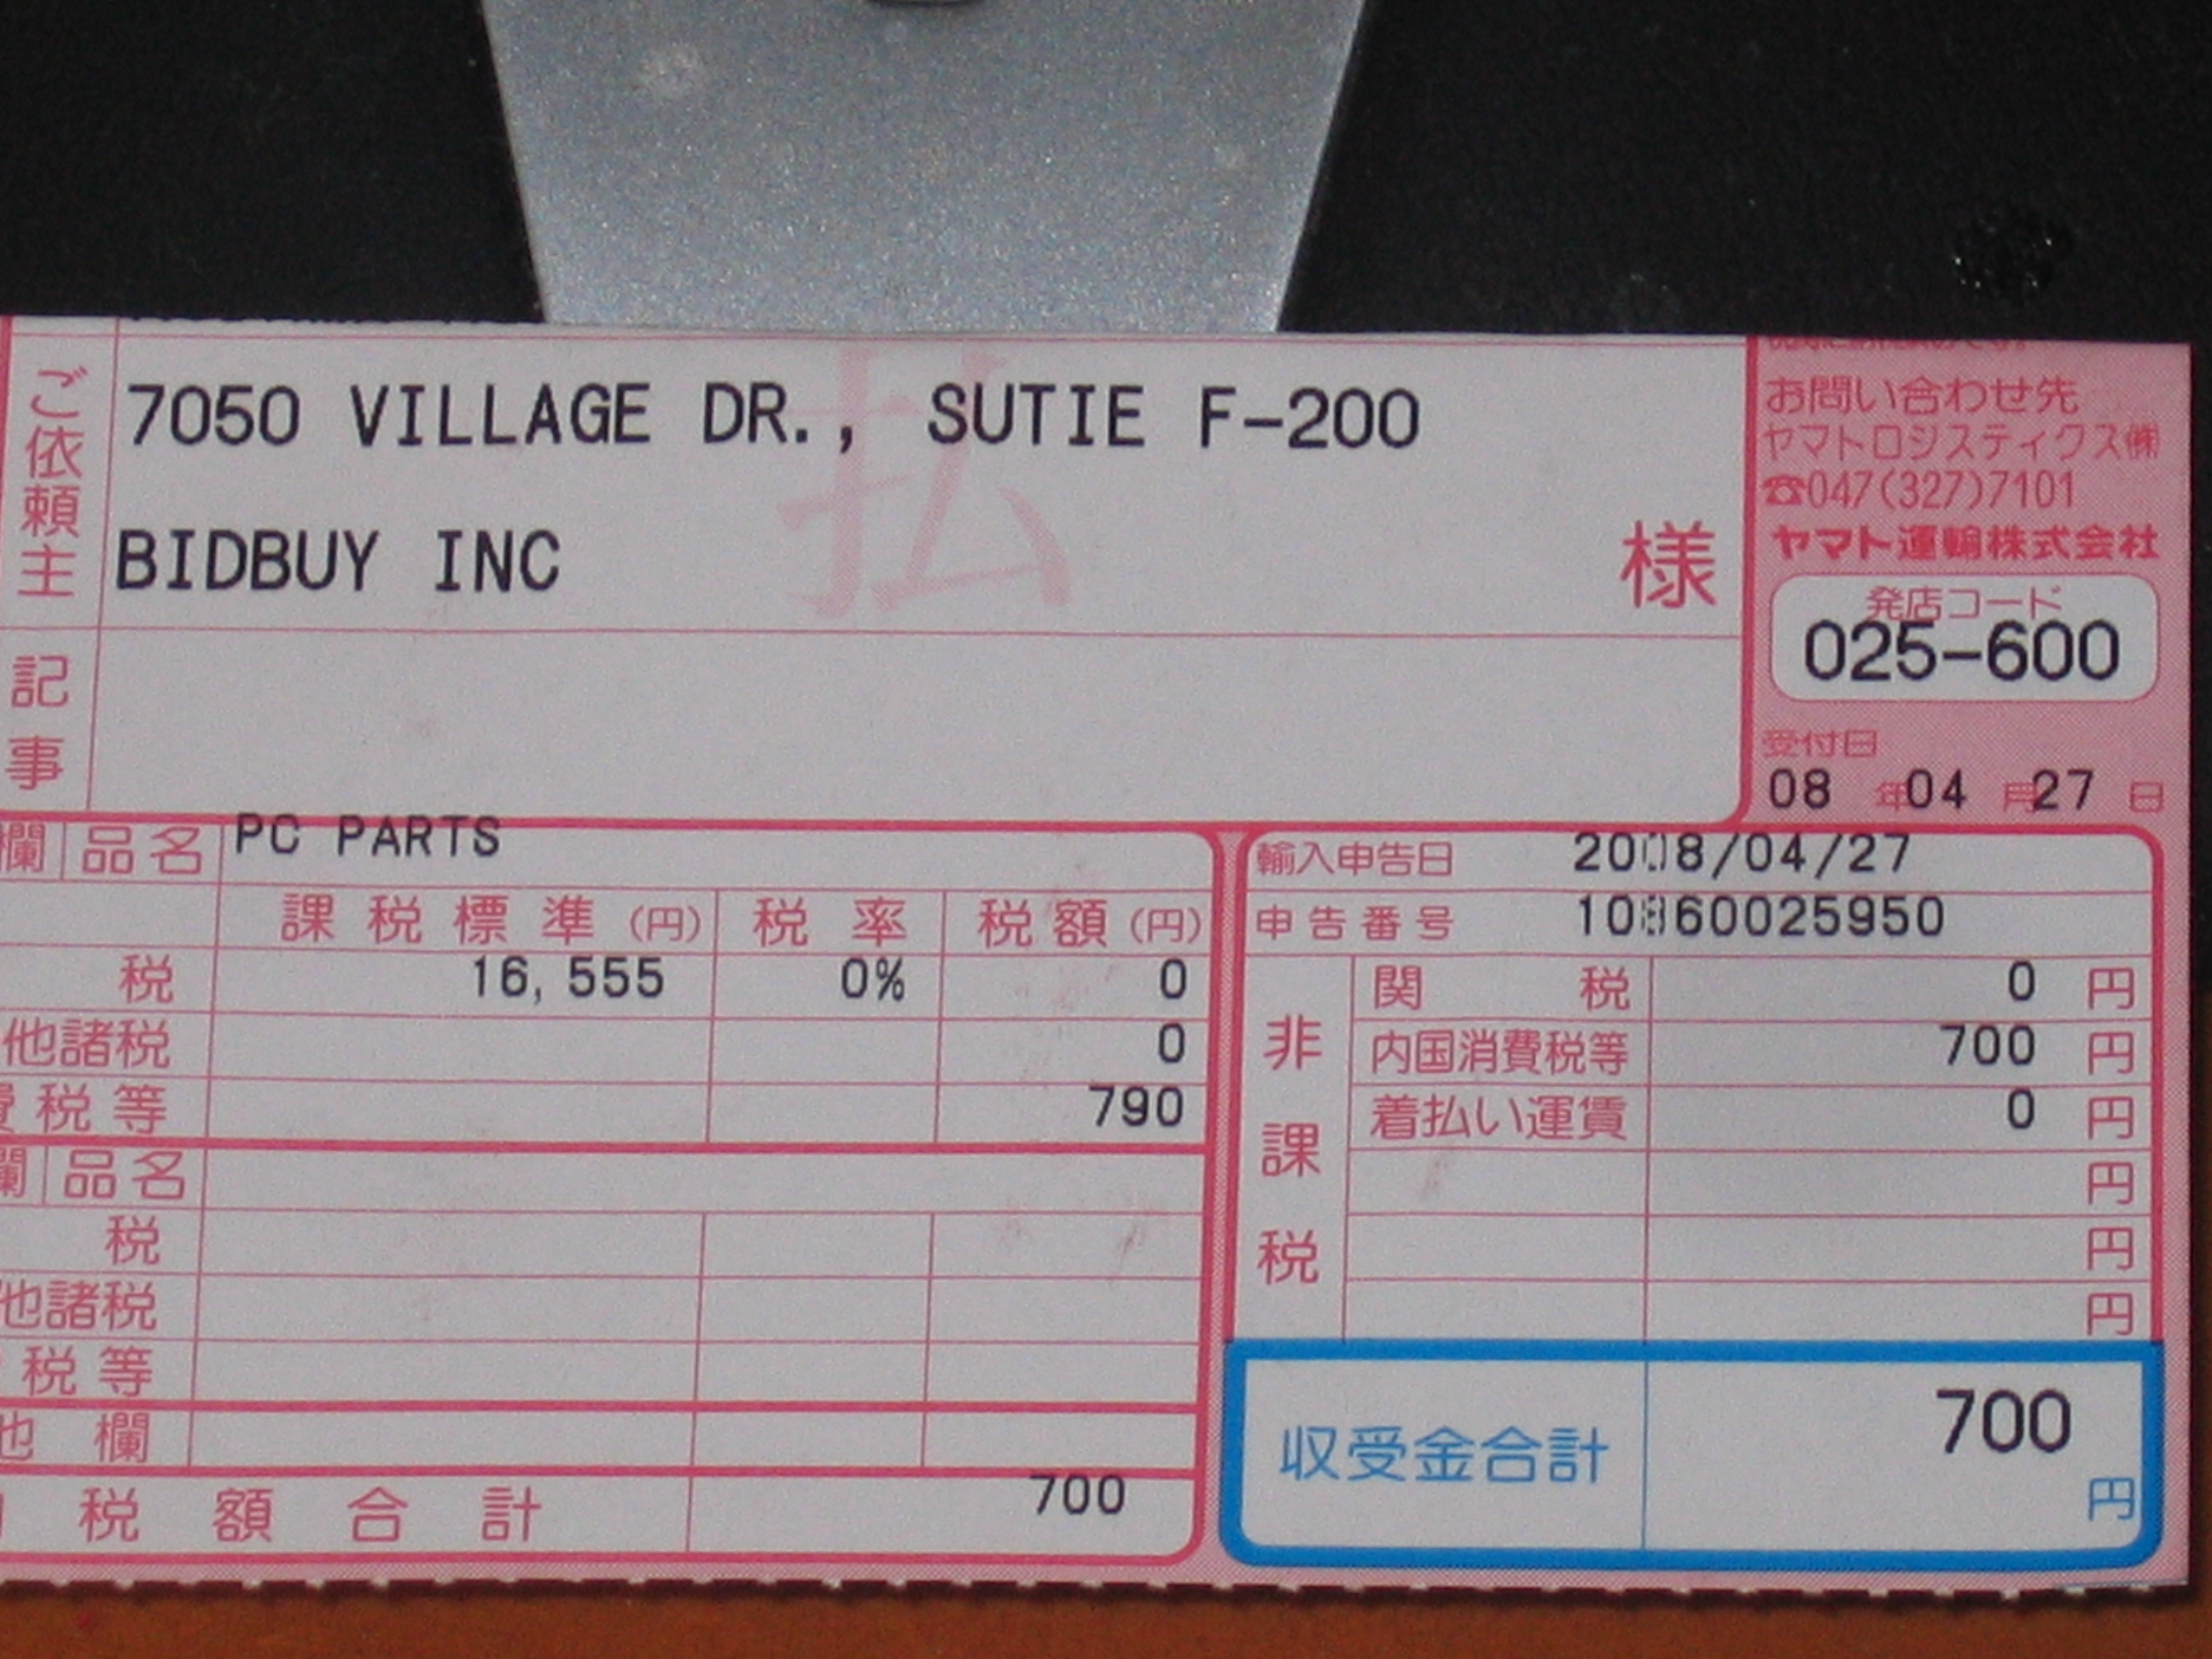 ご依頼主
7050 VILLAGE DR., SUTIE F-200
BIDBUY INC
払
様
記事
お問い合わせ先
ヤマトロジスティクス㈱
☎047(327)7101
ヤマト運輸株式会社
発店コード
025-600
受付日
08 年04 月27 日
欄 品名 PC PARTS
課税標準(円) 税率 税額(円)
税 16,555 0% 0
他諸税 0
費税等 790
欄 品名
税
他諸税
税等
他欄
税額合計 700
輸入申告日 2008/04/27
申告番号 10860025950
非課税
関税 0 円
内国消費税等 700 円
着払い運賃 0 円
円
円
円
収受金合計 700 円